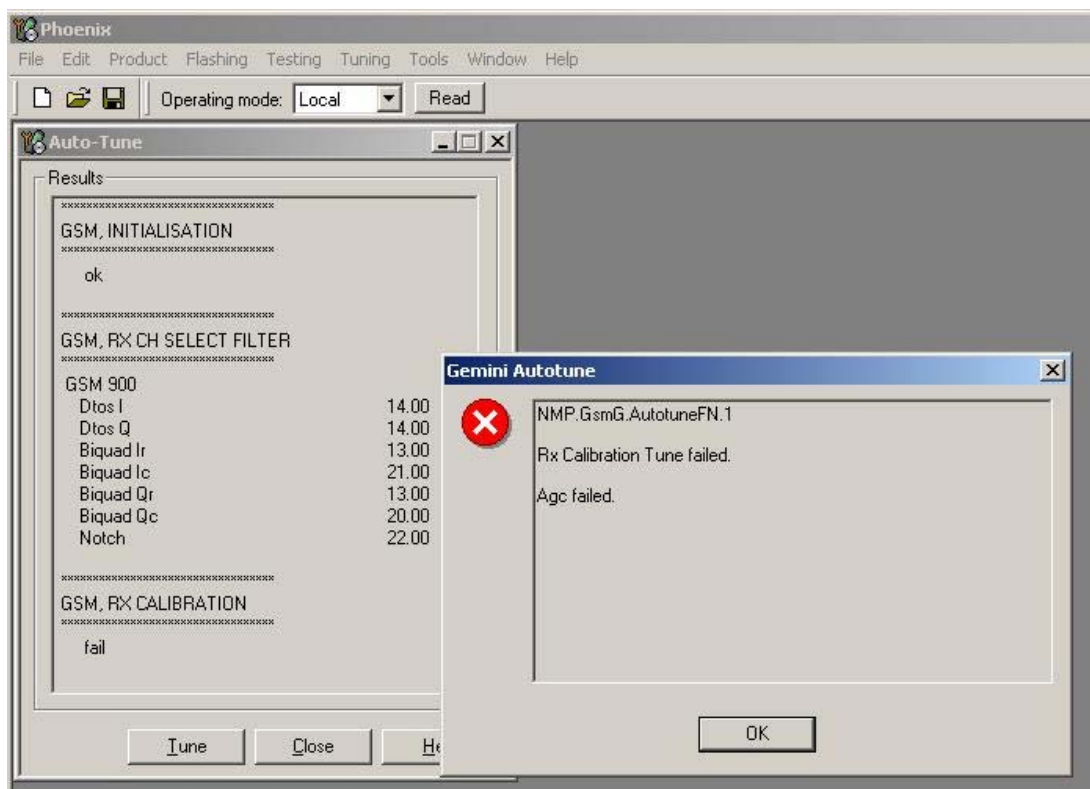 Phoenix
File Edit Product Flashing Testing Tuning Tools Window Help
Operating mode: Local Read
Auto-Tune
Results
********************************
GSM, INITIALISATION
********************************
ok
********************************
GSM, RX CH SELECT FILTER
********************************
GSM 900
Dtos I 14.00
Dtos Q 14.00
Biquad Ir 13.00
Biquad Ic 21.00
Biquad Qr 13.00
Biquad Qc 20.00
Notch 22.00
********************************
GSM, RX CALIBRATION
********************************
fail
Tune Close He
Gemini Autotune
NMP.GsmG.AutotuneFN.1
Rx Calibration Tune failed.
Agc failed.
OK